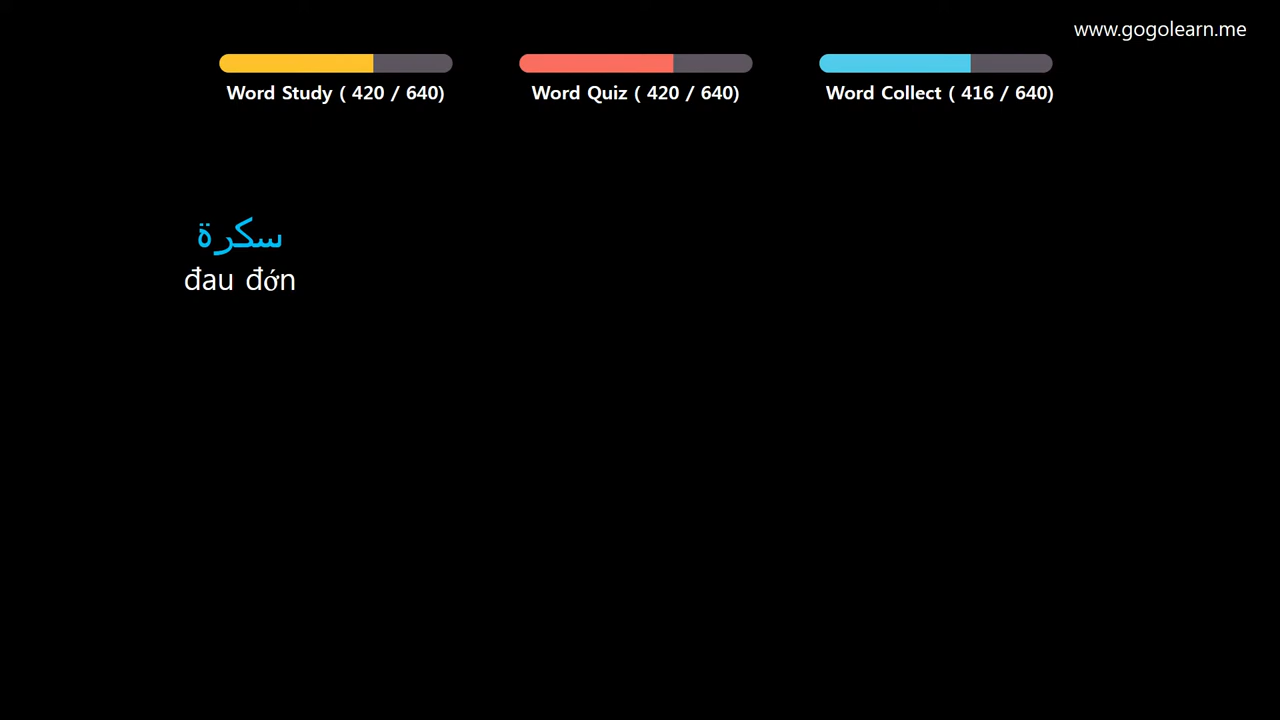 www.gogolearn.me
Word Study ( 420 / 640)
Word Quiz ( 420 / 640)
Word Collect ( 416 / 640)
سكرة
đau đớn